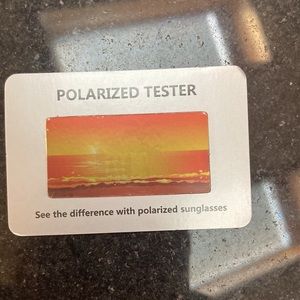 POLARIZED TESTER
See the difference with polarized sunglasses